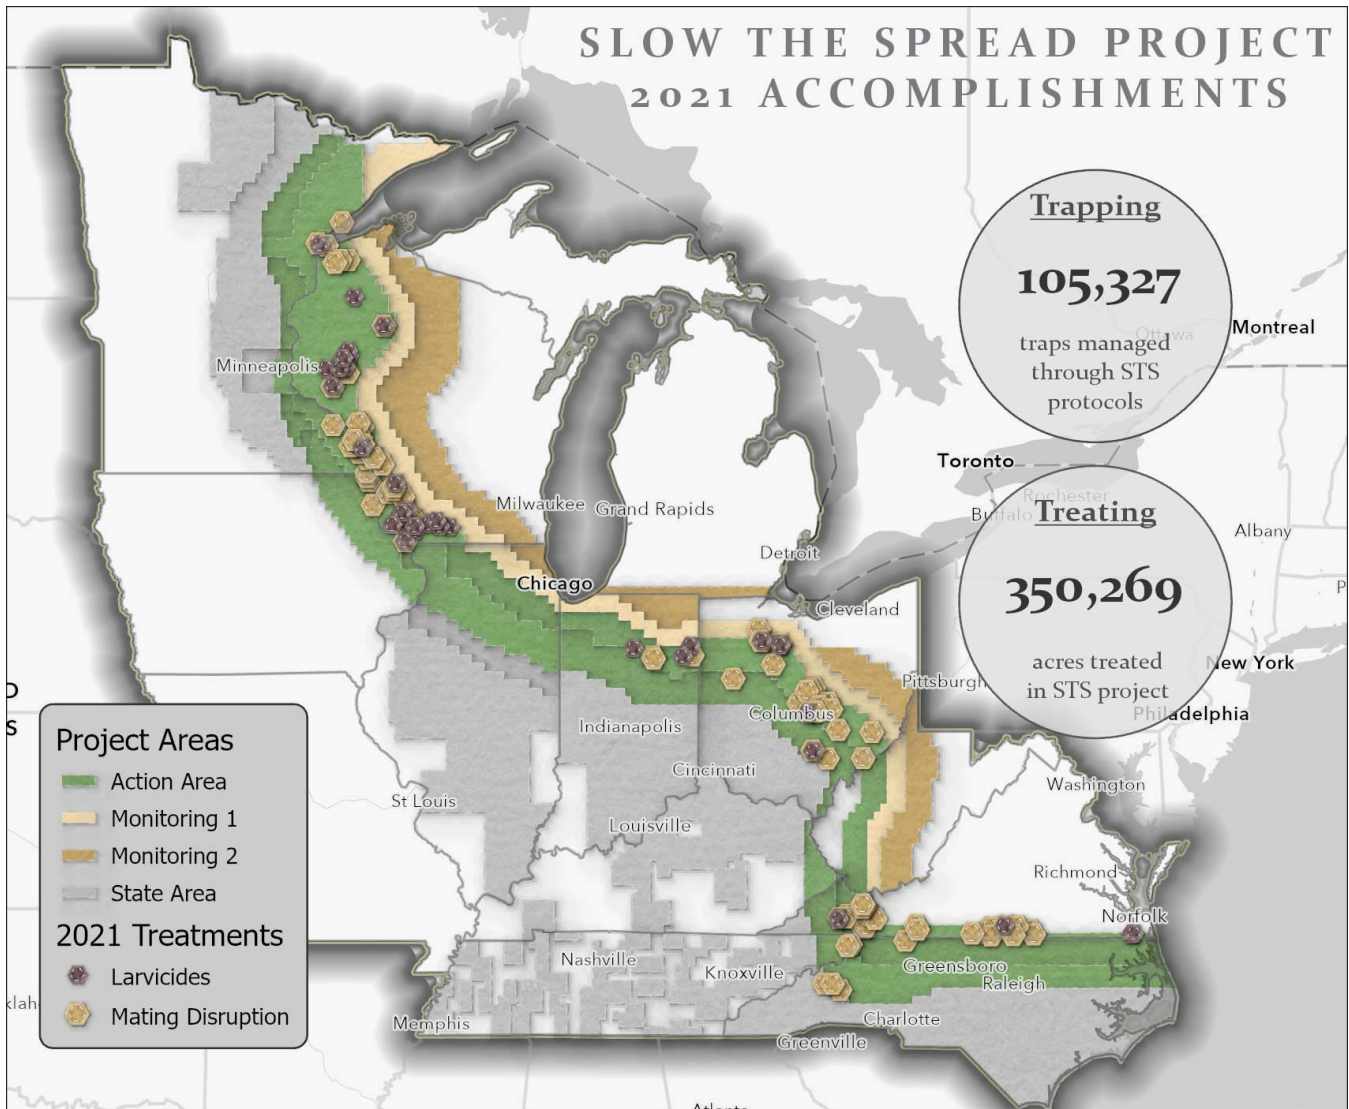 SLOW THE SPREAD PROJECT
2021 ACCOMPLISHMENTS
Trapping
105,327
traps managed
through STS
protocols
Ottawa
Montreal
Minneapolis
Toronto
Rochester
Buffalo
Treating
350,269
acres treated
in STS project
Albany
Milwaukee
Grand Rapids
Detroit
Chicago
Cleveland
New York
Pittsburgh
Philadelphia
Columbus
Indianapolis
Cincinnati
Washington
St Louis
Louisville
Richmond
Norfolk
Nashville
Knoxville
Greensboro
Raleigh
Memphis
Charlotte
Greenville
Project Areas
Action Area
Monitoring 1
Monitoring 2
State Area
2021 Treatments
Larvicides
Mating Disruption